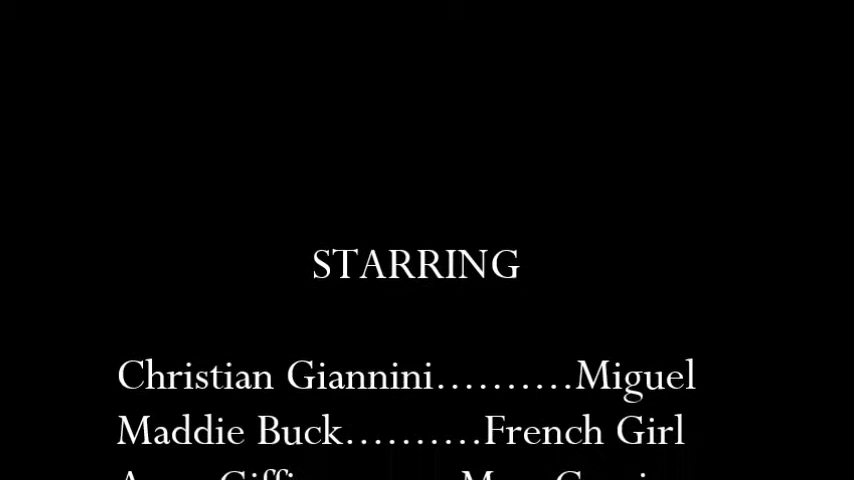 STARRING
Christian Giannini..........Miguel
Maddie Buck..........French Girl